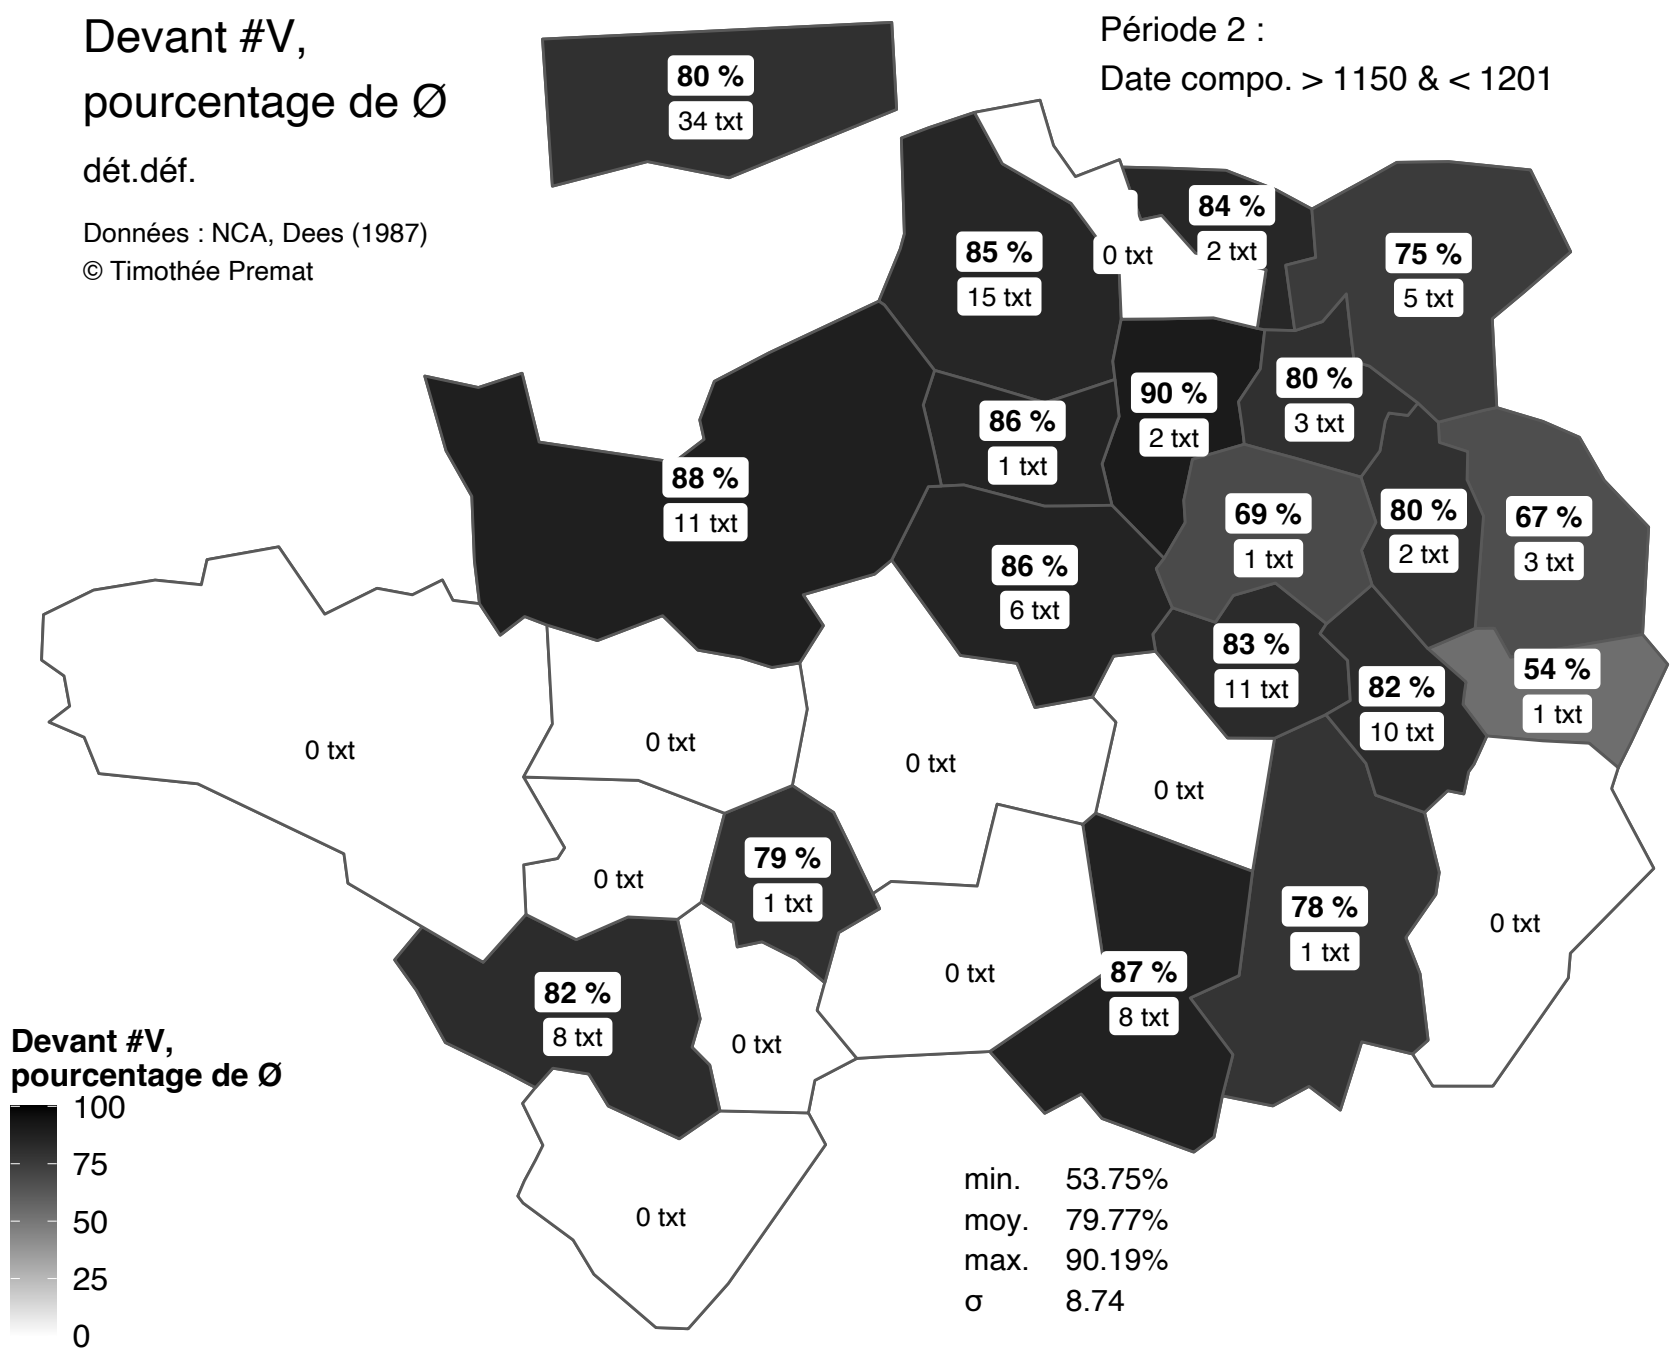 Devant #V,
pourcentage de Ø
dét.déf.
Données : NCA, Dees (1987)
© Timothée Premat
Période 2 :
Date compo. > 1150 & < 1201
80 %
34 txt
84 %
2 txt
85 %
15 txt
0 txt
75 %
5 txt
80 %
3 txt
90 %
2 txt
86 %
1 txt
88 %
11 txt
69 %
1 txt
80 %
2 txt
67 %
3 txt
86 %
6 txt
83 %
11 txt
82 %
10 txt
54 %
1 txt
0 txt
0 txt
0 txt
0 txt
0 txt
79 %
1 txt
78 %
1 txt
0 txt
82 %
8 txt
0 txt
0 txt
87 %
8 txt
0 txt
Devant #V,
pourcentage de Ø
100
75
50
25
0
min. 53.75%
moy. 79.77%
max. 90.19%
σ 8.74